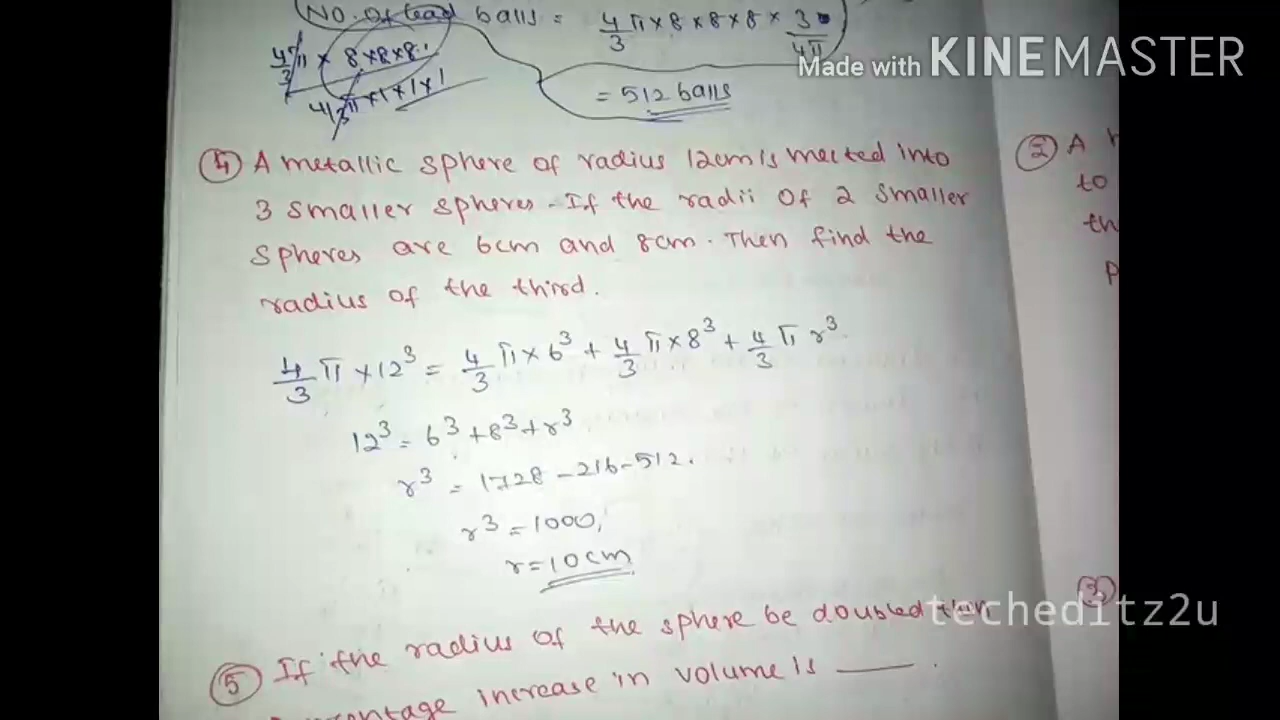 No. of lead balls = 4/3 π × 8 × 8 × 8 × 3/4π
4/3 π × 8×8×8
4/3 π × 1 × 1 × 1
= 512 balls
Made with KINEMASTER
④ A metallic sphere of radius 12cm is melted into
3 smaller spheres. If the radii of 2 smaller
spheres are 6cm and 8cm. Then find the
radius of the third.
4/3 π × 12³ = 4/3 π × 6³ + 4/3 π × 8³ + 4/3 π r³
12³ = 6³ + 8³ + r³
r³ = 1728 - 216 - 512.
r³ = 1000,
r = 10cm
⑤ If the radius of the sphere be doubled then
percentage increase in volume is ___ .
② A
to
th
p
③
techeditz2u